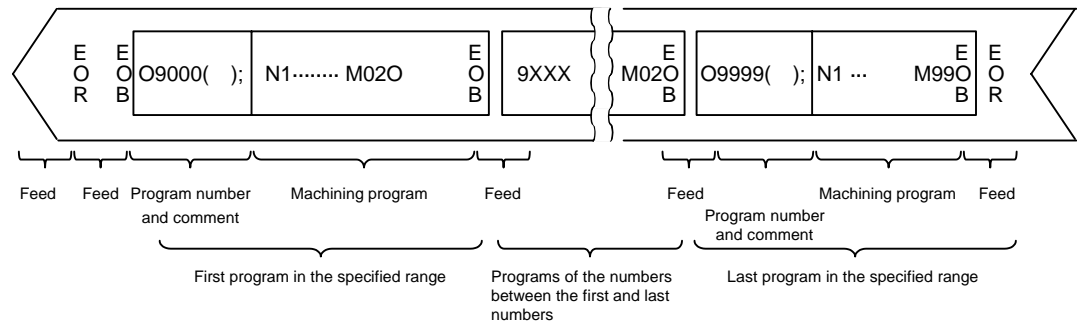 E O R
E O B
O9000( );
N1········ M02O
E O B
9XXX
M02O
E O B
O9999( );
N1 ··· M99O
E O B
E O R
Feed
Feed
Program number
and comment
Machining program
Feed
Feed
Program number
and comment
Machining program
Feed
First program in the specified range
Programs of the numbers
between the first and last
numbers
Last program in the specified range